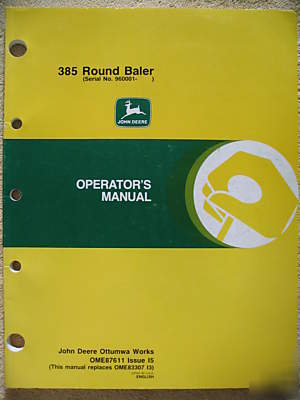 385 Round Baler
(Serial No. 960001- )
JOHN DEERE
OPERATOR'S
MANUAL
John Deere Ottumwa Works
OME87611 Issue I5
(This manual replaces OME83307 I3)
ENGLISH